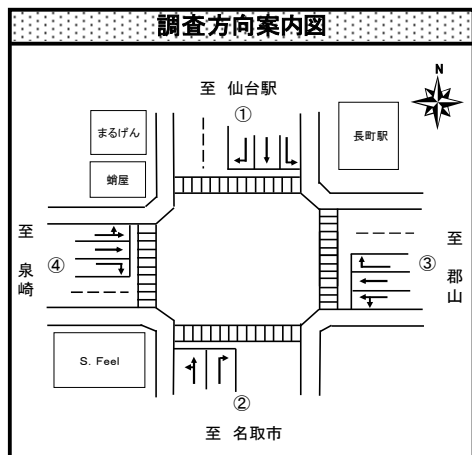 調査方向案内図
N
至 仙台駅
①
まるげん
長町駅
蛸屋
至 泉崎
④
至 郡山
③
S. Feel
②
至 名取市